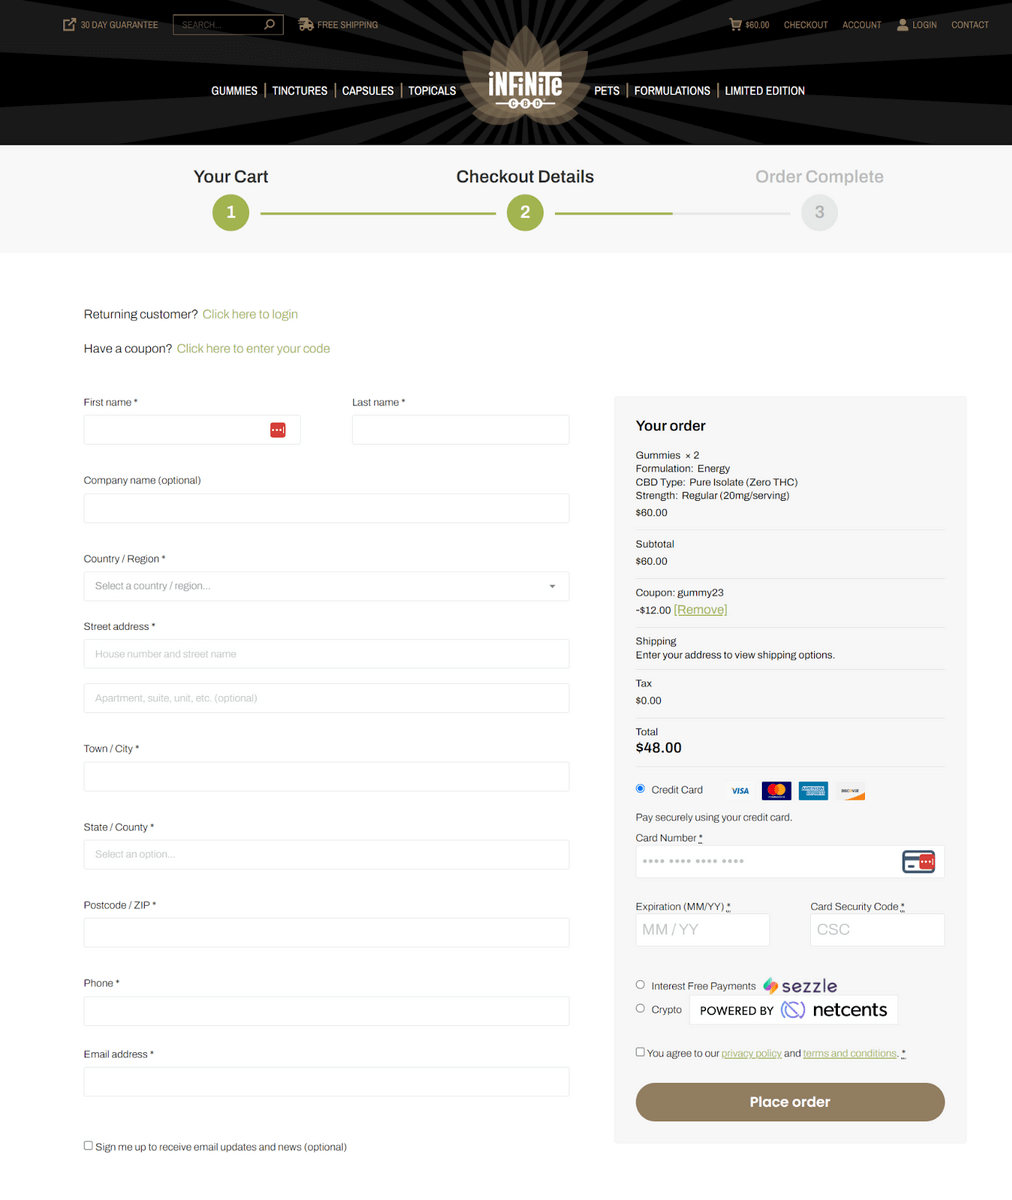 30 DAY GUARANTEE SEARCH... FREE SHIPPING $60.00 CHECKOUT ACCOUNT LOGIN CONTACT
GUMMIES TINCTURES CAPSULES TOPICALS iNFiNiTe PETS FORMULATIONS LIMITED EDITION
CBD
Your Cart Checkout Details Order Complete
1 2 3
Returning customer? Click here to login
Have a coupon? Click here to enter your code
First name *
Last name *
Company name (optional)
Country / Region *
Select a country / region...
Street address *
House number and street name
Apartment, suite, unit, etc. (optional)
Town / City *
State / County *
Select an option...
Postcode / ZIP *
Phone *
Email address *
Sign me up to receive email updates and news (optional)
Your order
Gummies × 2
Formulation: Energy
CBD Type: Pure Isolate (Zero THC)
Strength: Regular (20mg/serving)
$60.00
Subtotal
$60.00
Coupon: gummy23
-$12.00 [Remove]
Shipping
Enter your address to view shipping options.
Tax
$0.00
Total
$48.00
Credit Card VISA DISCOVER
Pay securely using your credit card.
Card Number *
•••• •••• •••• ••••
Expiration (MM/YY) * Card Security Code *
MM / YY CSC
Interest Free Payments sezzle
Crypto POWERED BY netcents
You agree to our privacy policy and terms and conditions. *
Place order